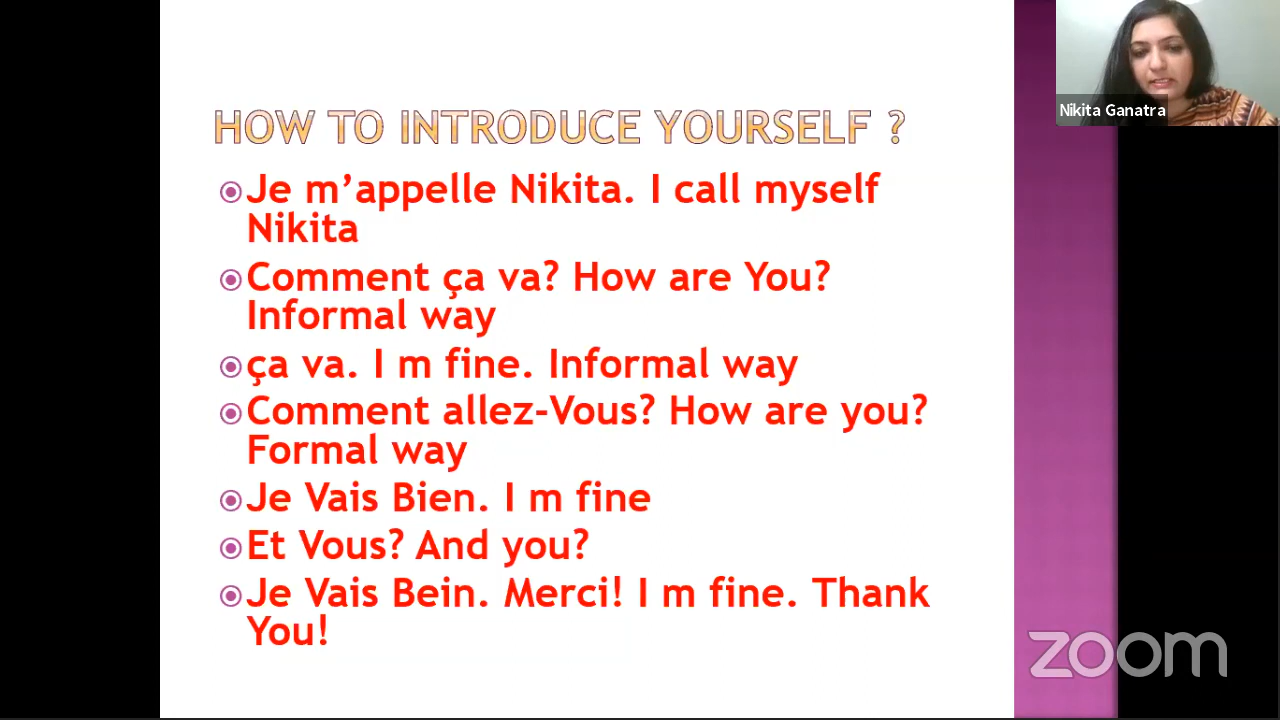 HOW TO INTRODUCE YOURSELF ?
Je m’appelle Nikita. I call myself
Nikita
Comment ça va? How are You?
Informal way
ça va. I m fine. Informal way
Comment allez-Vous? How are you?
Formal way
Je Vais Bien. I m fine
Et Vous? And you?
Je Vais Bein. Merci! I m fine. Thank
You!
Nikita Ganatra
zoom